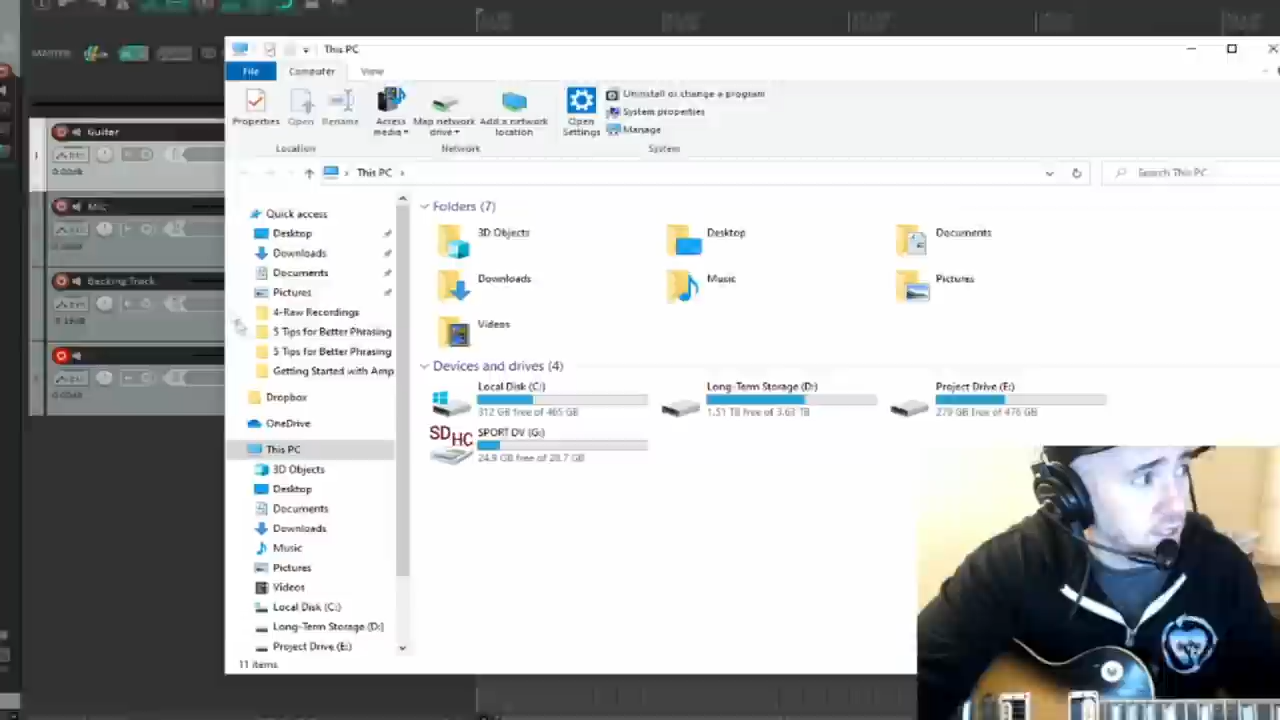 MASTER
This PC
File
Computer
View
Properties
Open
Rename
Access media
Map network drive
Add a network location
Open Settings
Uninstall or change a program
System properties
Manage
Location
Network
System
This PC
Search This PC
Guitar
0.00dB
Mic
Backing Track
Quick access
Desktop
Downloads
Documents
Pictures
4-Raw Recordings
5 Tips for Better Phrasing
5 Tips for Better Phrasing
Getting Started with Amp
Dropbox
OneDrive
This PC
3D Objects
Desktop
Documents
Downloads
Music
Pictures
Videos
Local Disk (C:)
Long-Term Storage (D:)
Project Drive (E:)
11 items
Folders (7)
3D Objects
Desktop
Documents
Downloads
Music
Pictures
Videos
Devices and drives (4)
Local Disk (C:)
312 GB free of 465 GB
Long-Term Storage (D:)
1.51 TB free of 3.63 TB
Project Drive (E:)
279 GB free of 476 GB
SDHC
SPORT DV (G:)
24.9 GB free of 28.7 GB